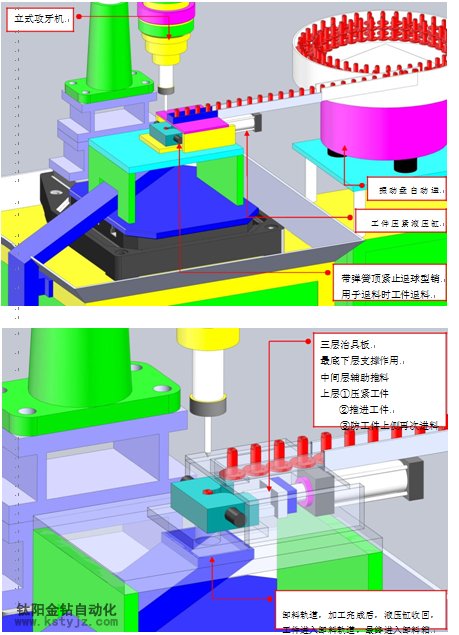 立式攻牙机
振动盘自动送
工件压紧液压缸
带弹簧顶紧止退球型销
用于退料时工件退料
三层治具板
最底下层支撑作用
中间层辅助推料
上层①压紧工件
②推进工件
③防工件上侧再次进料
卸料轨道，加工完成后，液压缸收回，
工件进入卸料轨道，最终进入卸料箱
钛阳金钻自动化
www.kstyjz.com